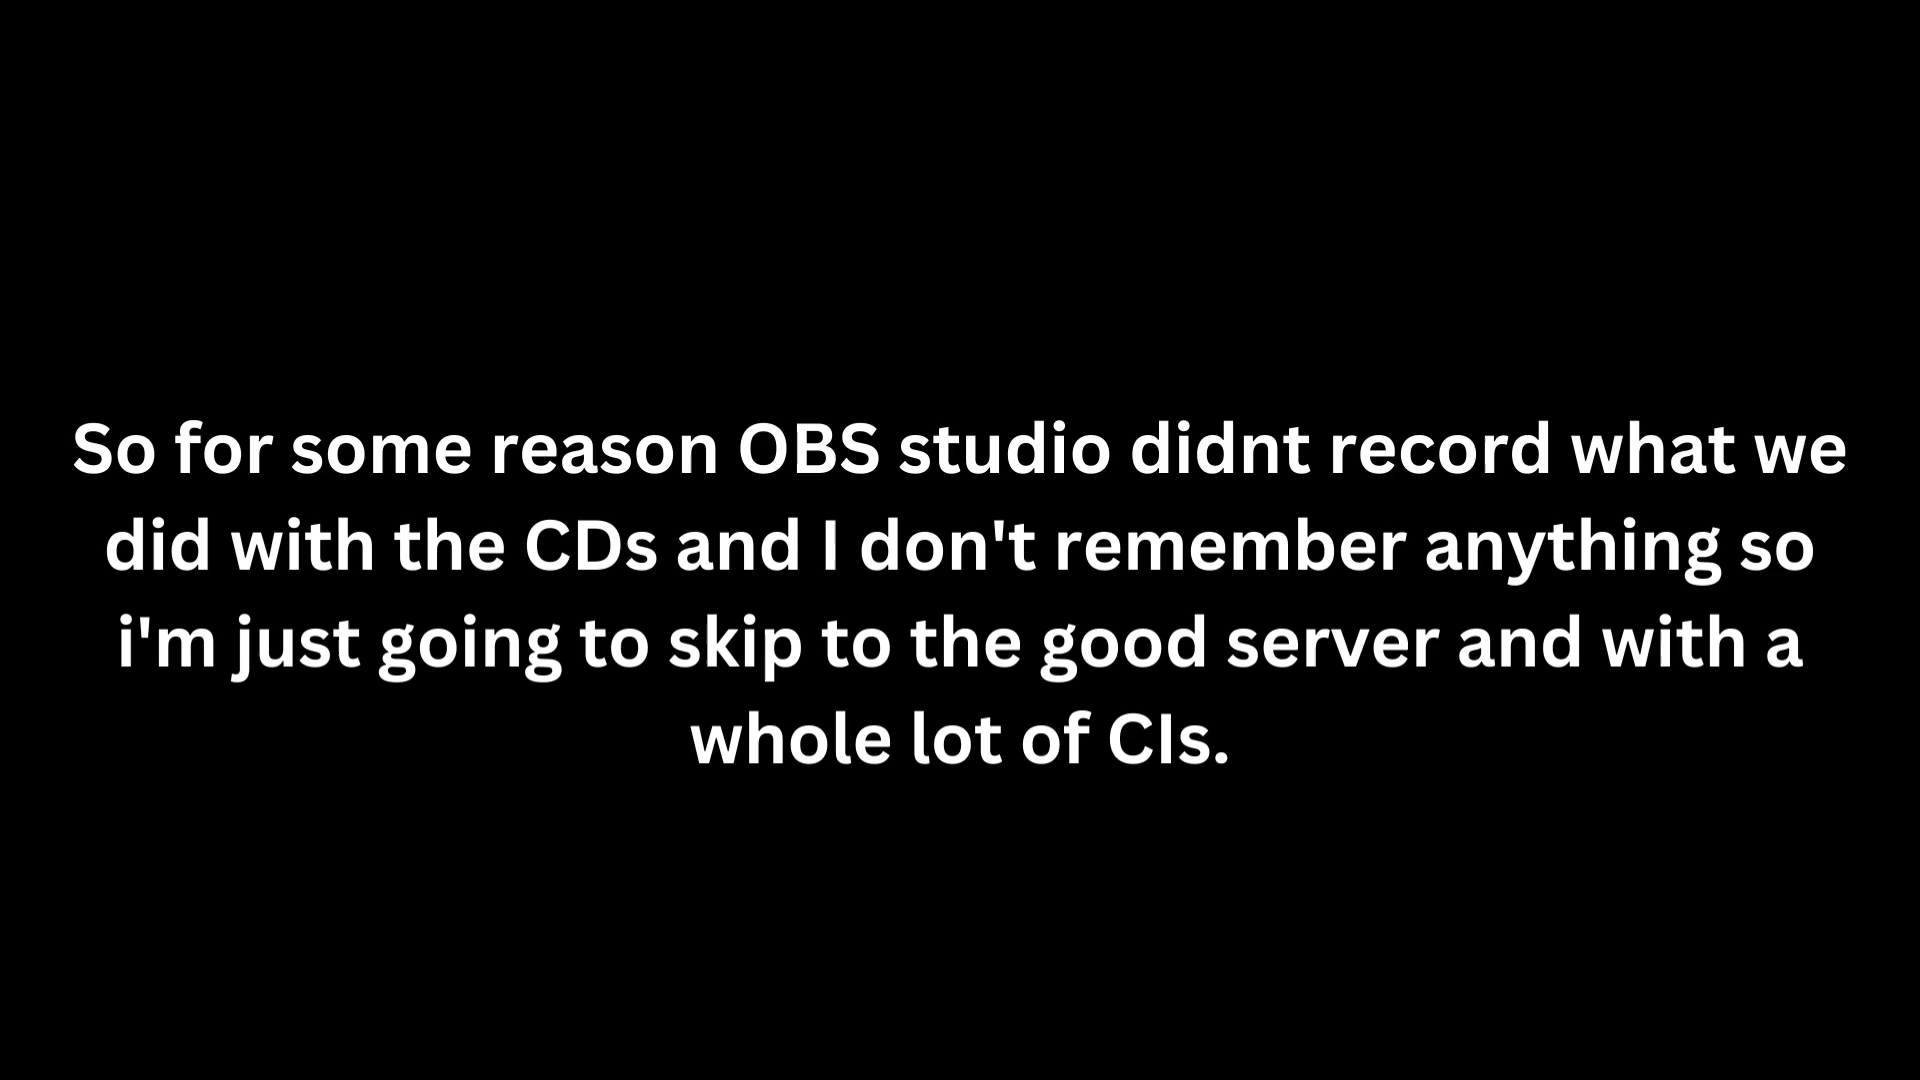 So for some reason OBS studio didnt record what we
did with the CDs and I don't remember anything so
i'm just going to skip to the good server and with a
whole lot of CIs.